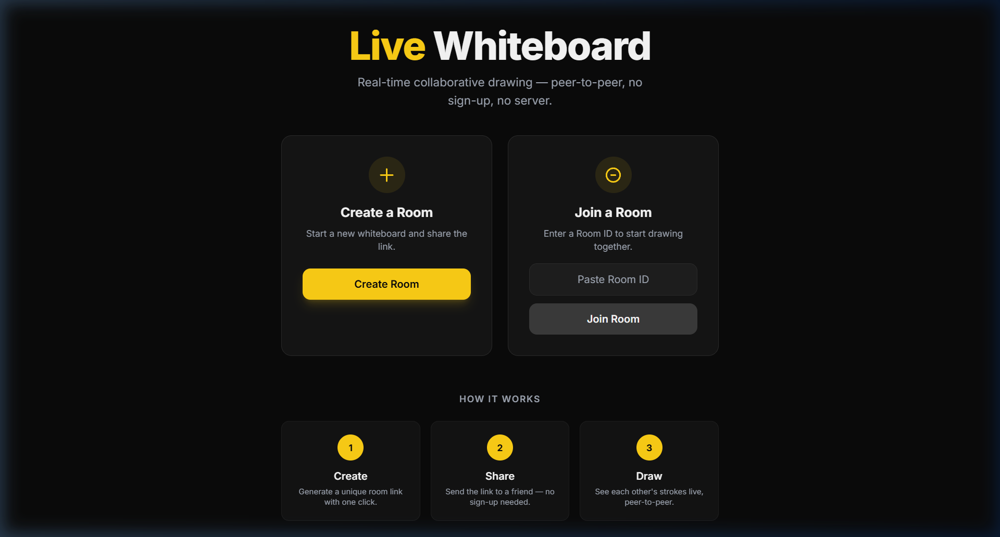 Live Whiteboard
Real-time collaborative drawing — peer-to-peer, no
sign-up, no server.
Create a Room
Start a new whiteboard and share the
link.
Create Room
Join a Room
Enter a Room ID to start drawing
together.
Paste Room ID
Join Room
HOW IT WORKS
1
Create
Generate a unique room link
with one click.
2
Share
Send the link to a friend — no
sign-up needed.
3
Draw
See each other's strokes live,
peer-to-peer.